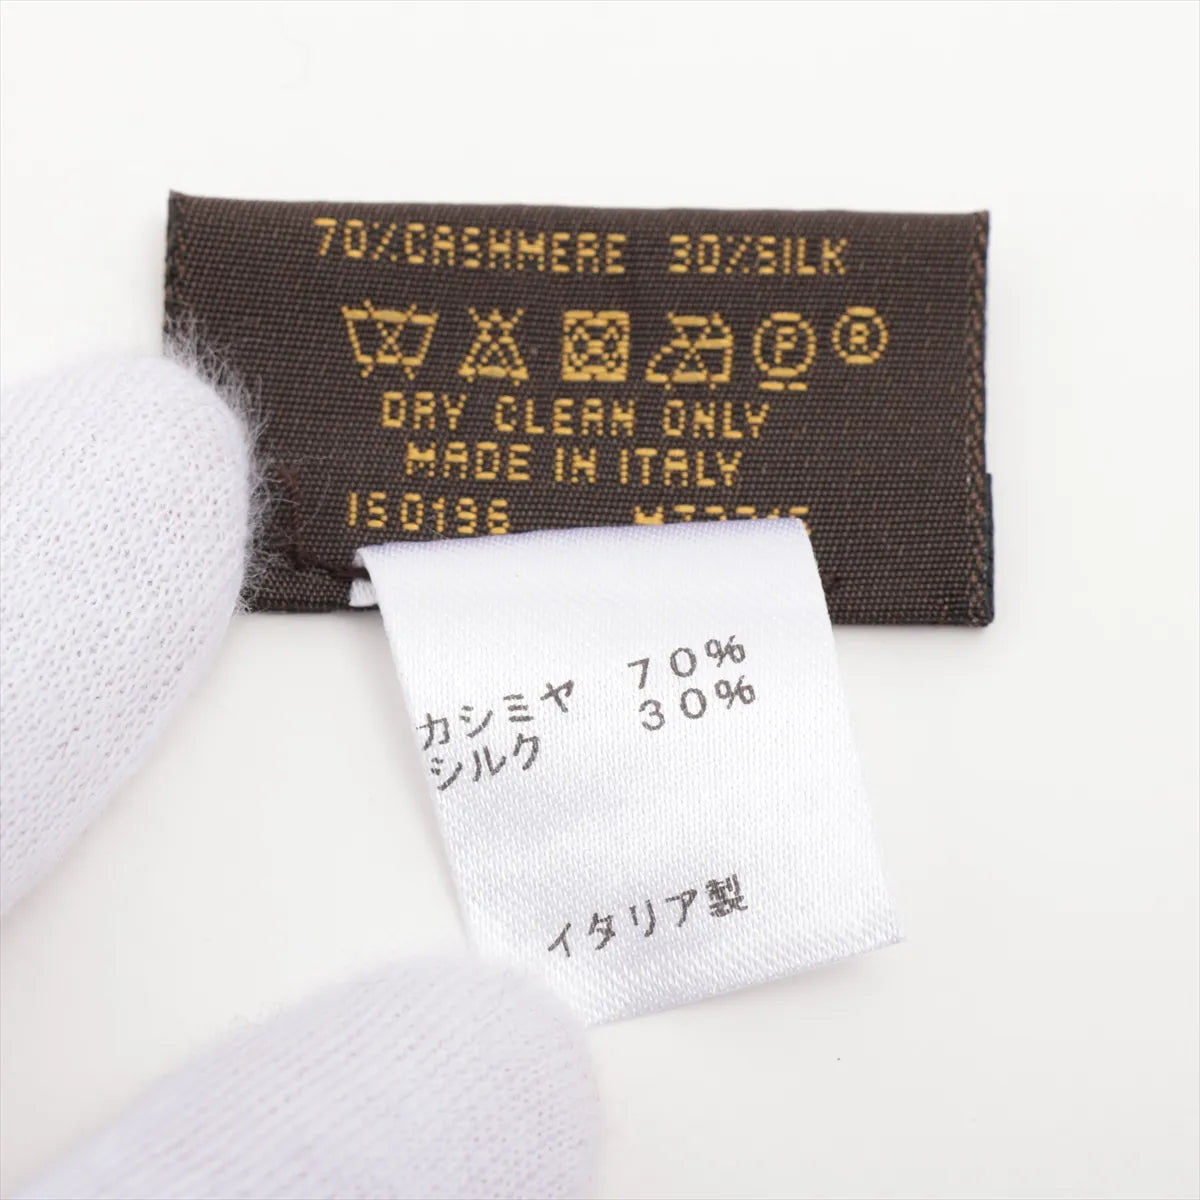 70%CASHMERE 30%SILK
P R
DRY CLEAN ONLY
MADE IN ITALY
カシミヤ 70%
シルク 30%
イタリア製